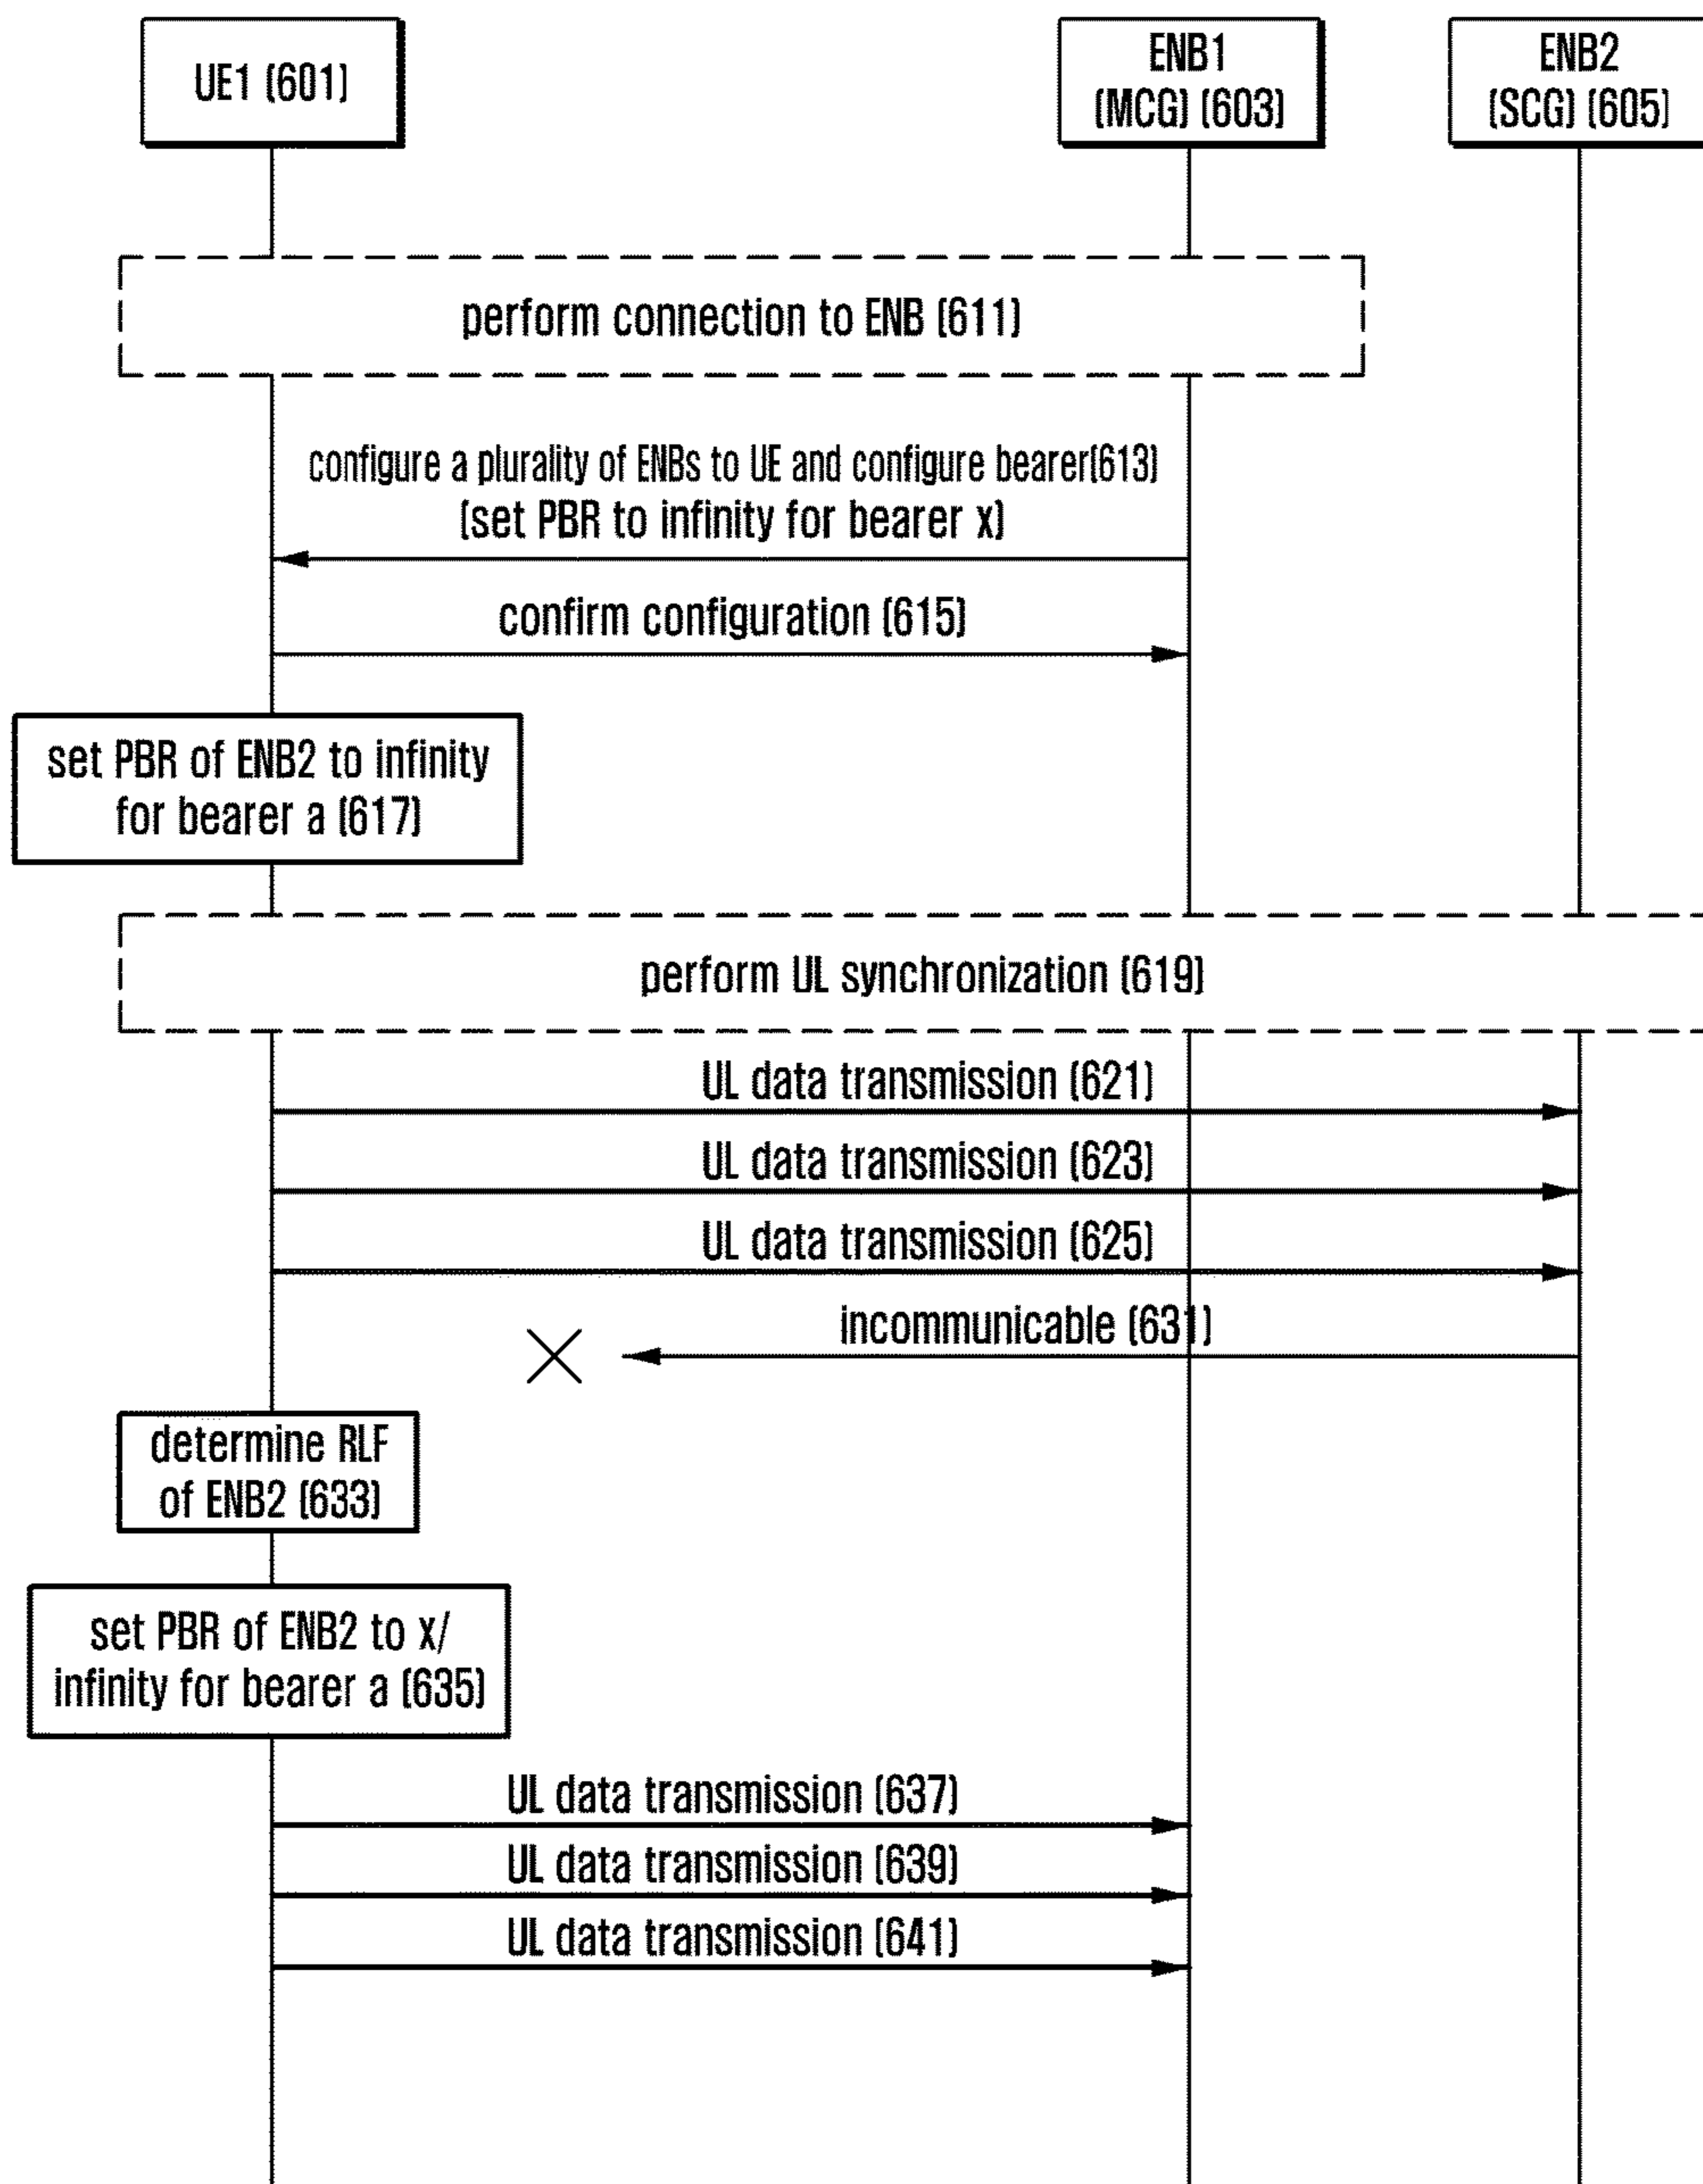 UE1 (601)
ENB1
(MCG) (603)
ENB2
(SCG) (605)
perform connection to ENB (611)
configure a plurality of ENBs to UE and configure bearer(613)
(set PBR to infinity for bearer x)
confirm configuration (615)
set PBR of ENB2 to infinity
for bearer a (617)
perform UL synchronization (619)
UL data transmission (621)
UL data transmission (623)
UL data transmission (625)
incommunicable (631)
determine RLF
of ENB2 (633)
set PBR of ENB2 to x/
infinity for bearer a (635)
UL data transmission (637)
UL data transmission (639)
UL data transmission (641)